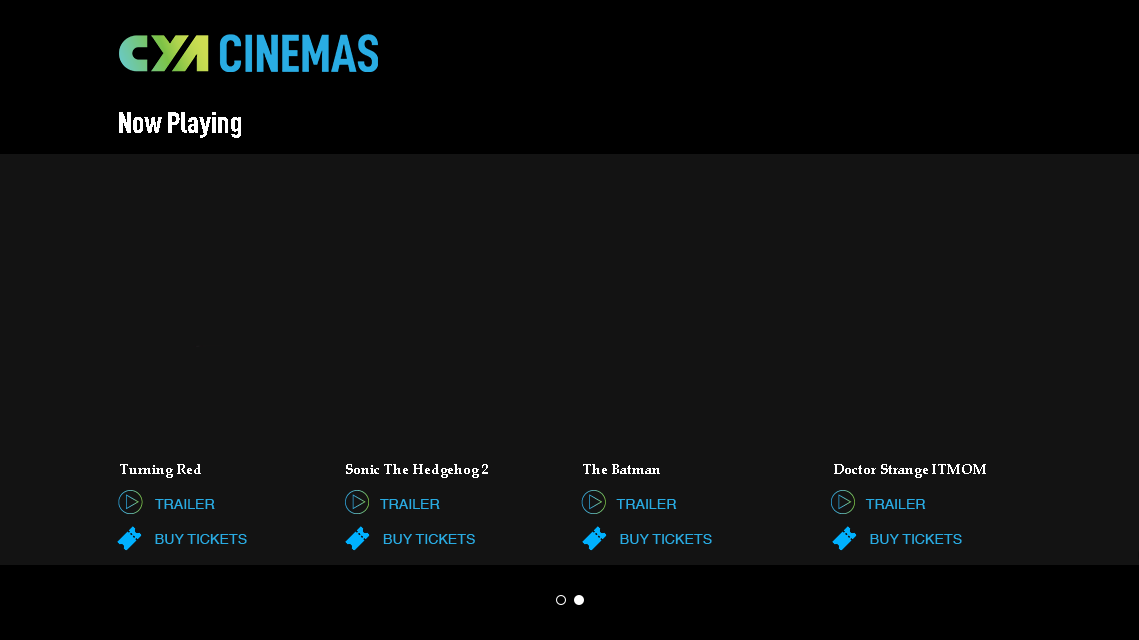 CYA CINEMAS
Now Playing
Turning Red
Sonic The Hedgehog 2
The Batman
Doctor Strange ITMOM
TRAILER
TRAILER
TRAILER
TRAILER
BUY TICKETS
BUY TICKETS
BUY TICKETS
BUY TICKETS